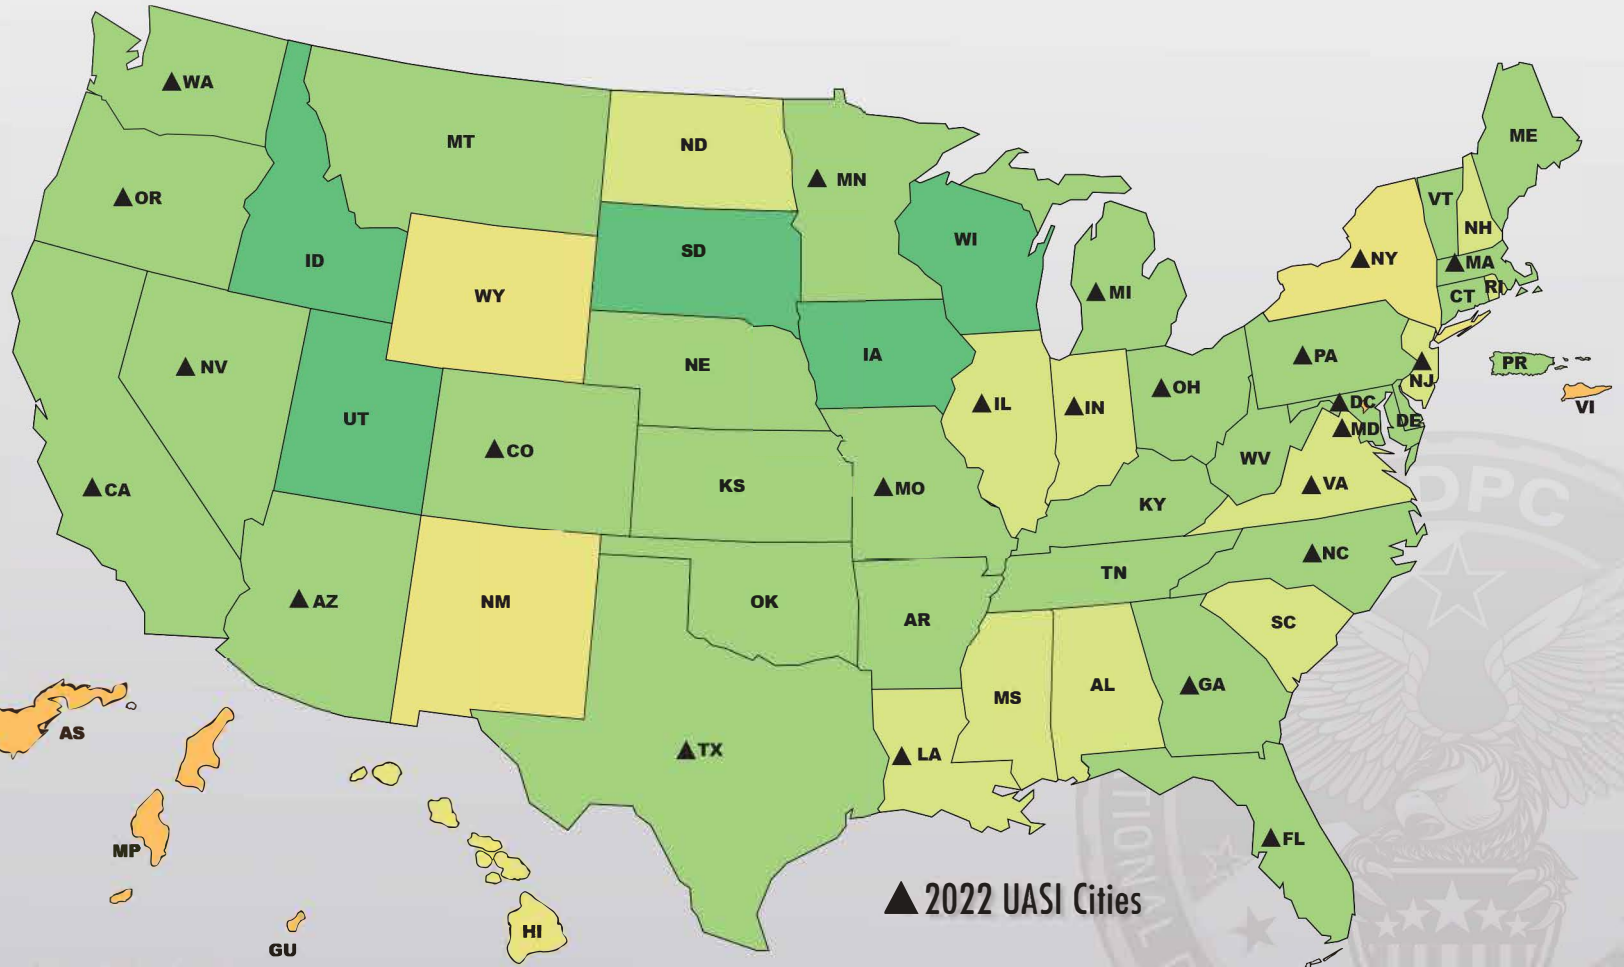 WA
MT
ND
MN
ME
OR
ID
SD
WI
VT
NH
NY
MA
WY
MI
CT
RI
NV
NE
IA
PA
PR
NJ
VI
UT
IL
IN
OH
DC
CO
MD
DE
CA
KS
MO
WV
VA
KY
DPC
NC
AZ
NM
OK
AR
TN
SC
AS
TX
LA
MS
AL
GA
MP
FL
TIONAL
▲ 2022 UASI Cities
GU
HI